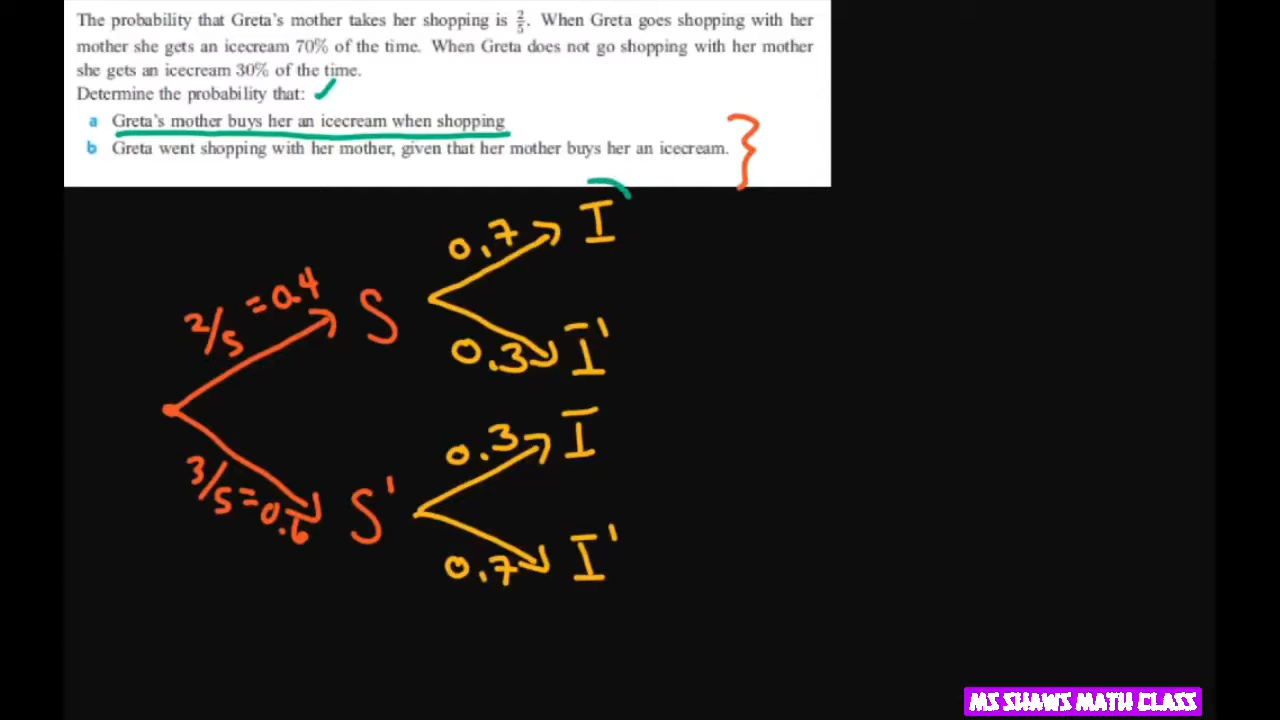 The probability that Greta's mother takes her shopping is 2/5. When Greta goes shopping with her
mother she gets an icecream 70% of the time. When Greta does not go shopping with her mother
she gets an icecream 30% of the time.
Determine the probability that:
a Greta's mother buys her an icecream when shopping
b Greta went shopping with her mother, given that her mother buys her an icecream.
0.7 I
2/5 = 0.4 S
0.3 I'
0.3 I
3/5 = 0.6 S'
0.7 I'
MS SHAWS MATH CLASS